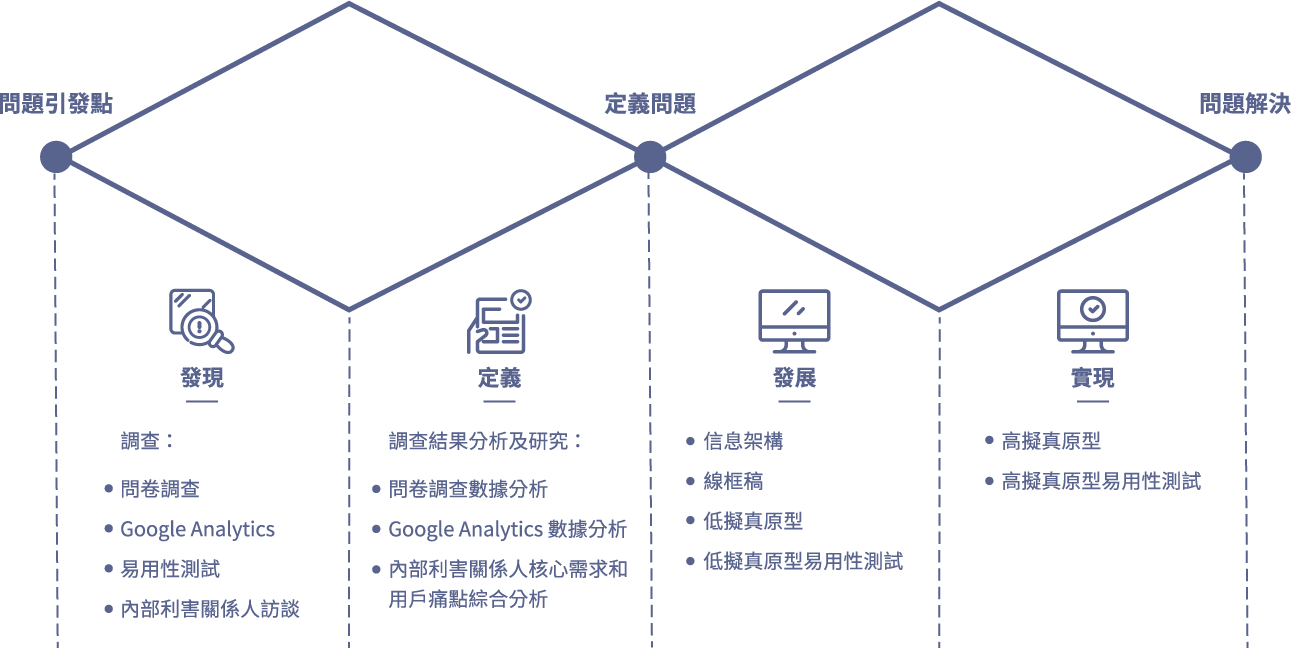 問題引發點
定義問題
問題解決
發現
調查：
問卷調查
Google Analytics
易用性測試
內部利害關係人訪談
定義
調查結果分析及研究：
問卷調查數據分析
Google Analytics 數據分析
內部利害關係人核心需求和
用戶痛點綜合分析
發展
信息架構
線框稿
低擬真原型
低擬真原型易用性測試
實現
高擬真原型
高擬真原型易用性測試